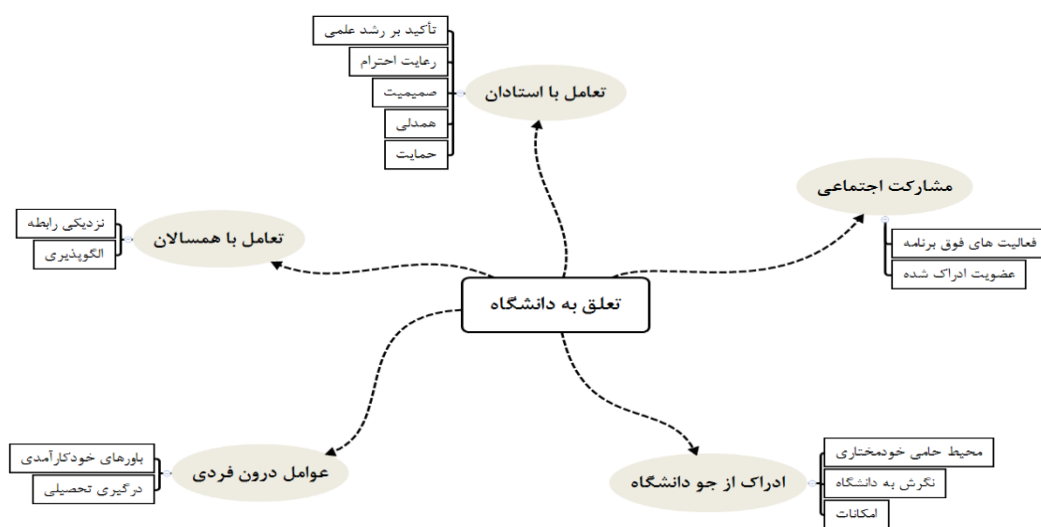 تأکید بر رشد علمی
رعایت احترام
صمیمیت
همدلی
حمایت
تعامل با استادان
مشارکت اجتماعی
فعالیت های فوق برنامه
عضویت ادراک شده
تعامل با همسالان
نزدیکی رابطه
الگوپذیری
تعلق به دانشگاه
عوامل درون فردی
باورهای خودکارآمدی
درگیری تحصیلی
ادراک از جو دانشگاه
محیط حامی خودمختاری
نگرش به دانشگاه
امکانات